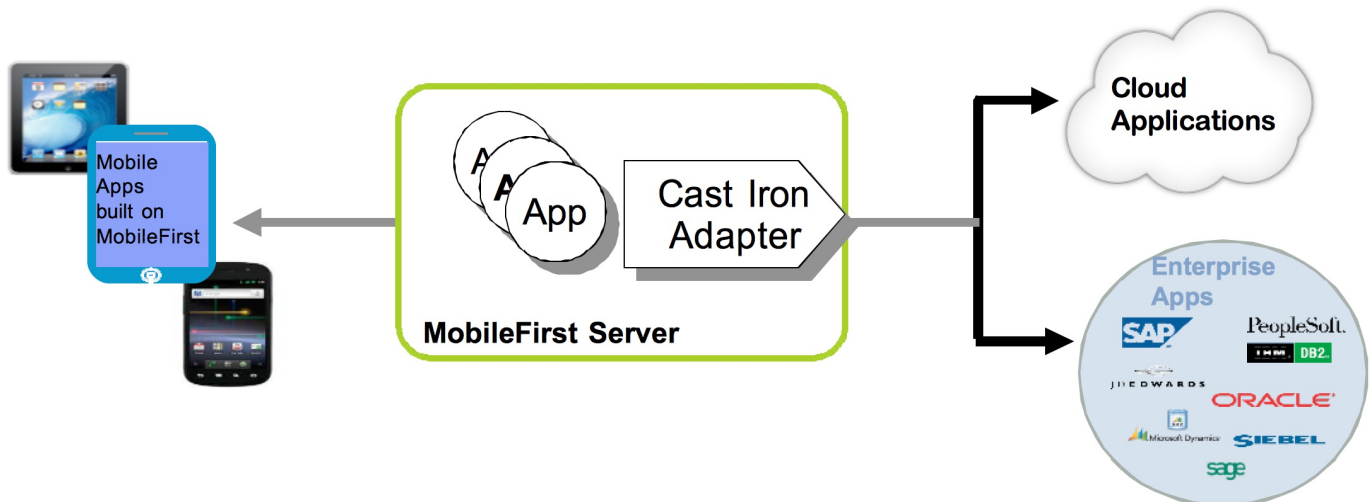 Mobile
Apps
built on
MobileFirst
A
A
App
Cast Iron
Adapter
MobileFirst Server
Cloud
Applications
Enterprise
Apps
SAP
PeopleSoft.
IBM DB2
JDEDWARDS
ORACLE
Microsoft Dynamics
SIEBEL
sage